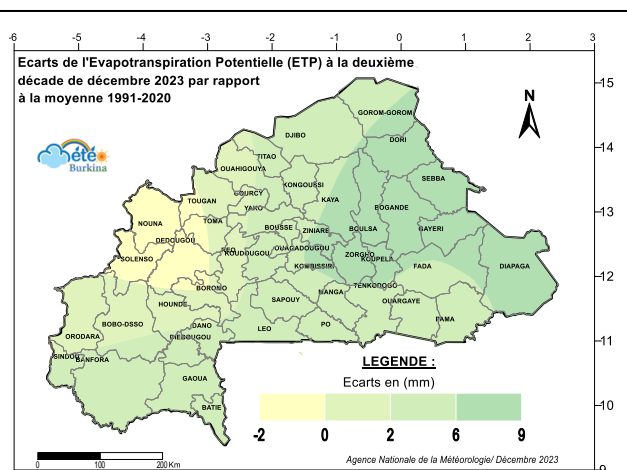 -6 -5 -4 -3 -2 -1 0 1 2 3
Ecarts de l'Evapotranspiration Potentielle (ETP) à la deuxième
décade de décembre 2023 par rapport
à la moyenne 1991-2020
15
14
13
12
11
10
9
N
été
Burkina
GOROM-GOROM
DJIBO
DORI
TITAO
OUAHIGOUYA
SEBBA
KONGOUSSI
TOUGAN
GOURCY
KAYA
YAKO
BOGANDE
NOUNA
TOMA
BOUSSE
ZINIARE
BOULSA
GAYERI
DEDOUGOU
SOLENSO
REO
KOUDOUGOU
OUAGADOUGOU
ZORGHO
KOUPELA
KOMBISSIRI
FADA
DIAPAGA
BOROMO
TENKODOGO
HOUNDE
SAPOUY
MANGA
OUARGAYE
BOBO-DSSO
DANO
LEO
PO
PAMA
ORODARA
DIEBOUGOU
SINDOU
BANFORA
GAOUA
BATIE
LEGENDE :
Ecarts en (mm)
-2 0 2 6 9
0 100 200 Km
Agence Nationale de la Météorologie/ Décembre 2023